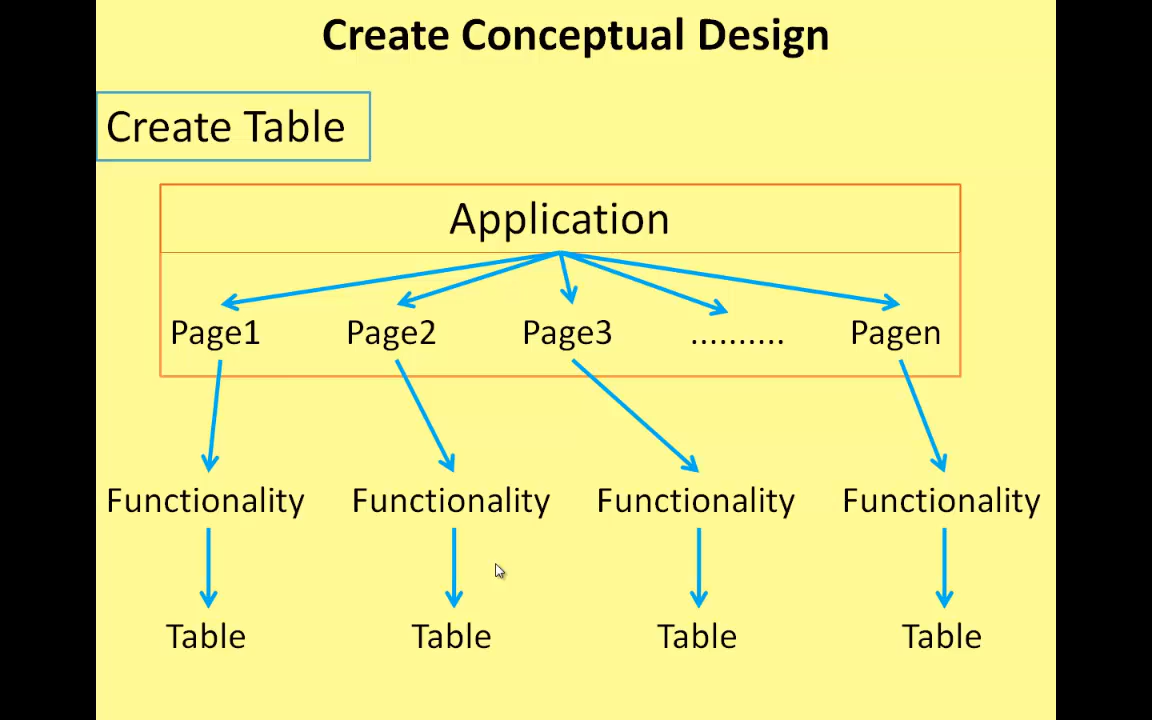 Create Conceptual Design
Create Table
Application
Page1 Page2 Page3 .......... Pagen
Functionality Functionality Functionality Functionality
Table Table Table Table